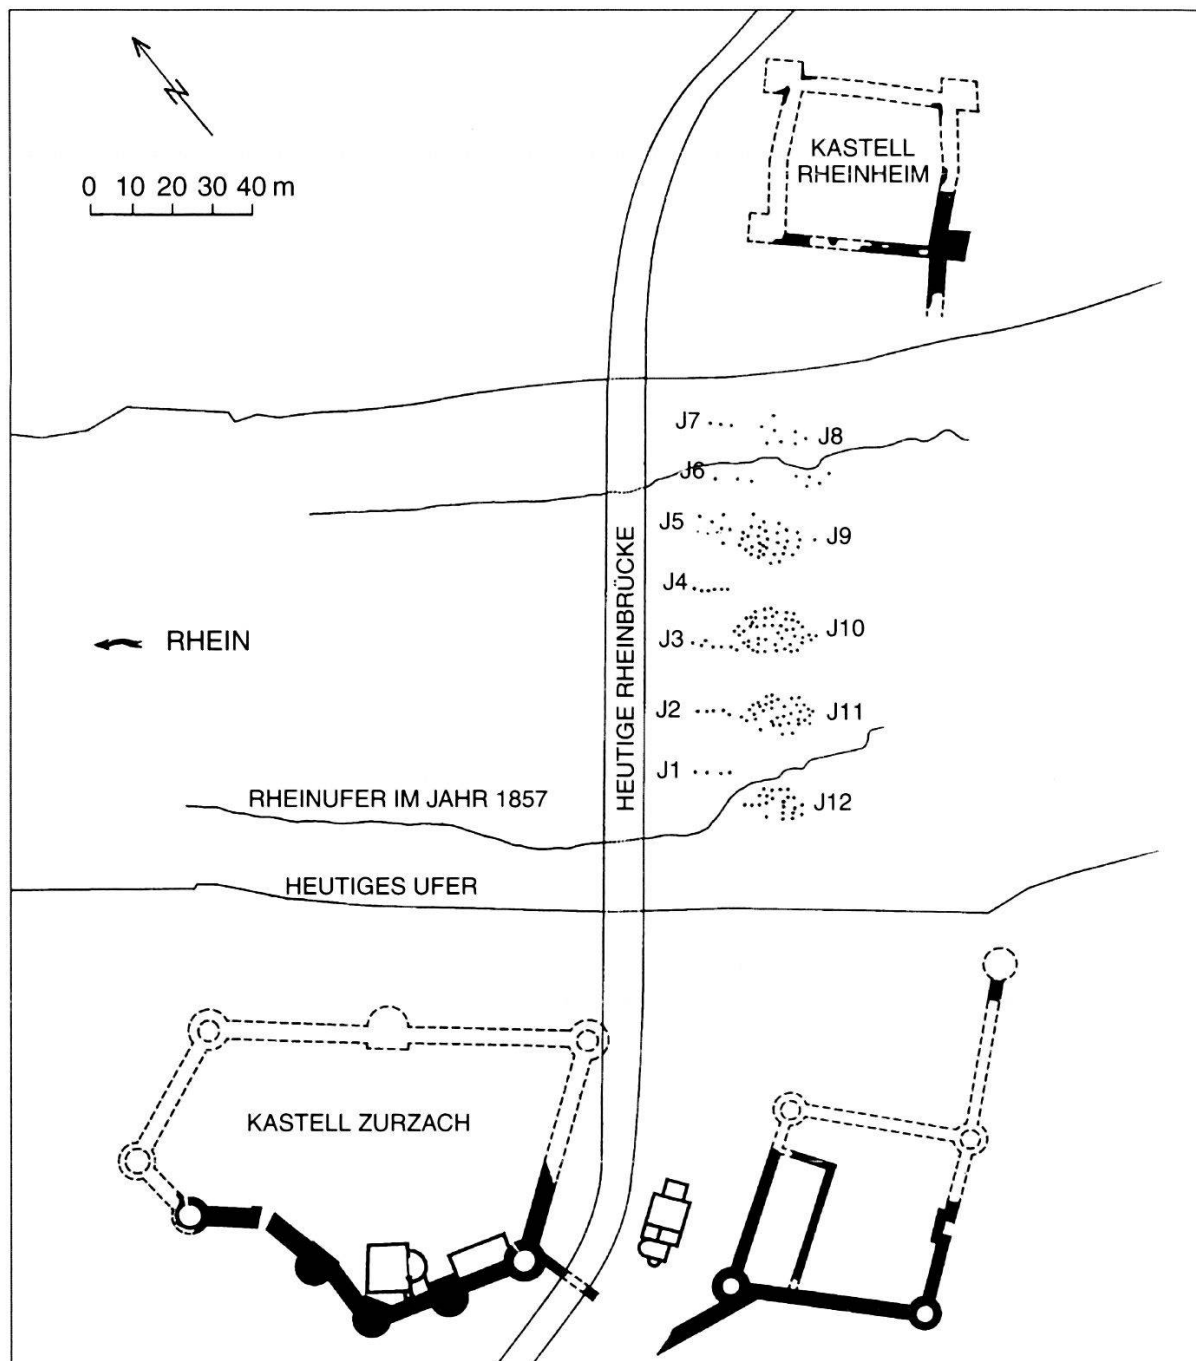 N
0 10 20 30 40 m
KASTELL
RHEINHEIM
J7
J8
J6
J5
J9
J4
J3
J10
J2
J11
J1
J12
RHEIN
HEUTIGE RHEINBRÜCKE
RHEINUFER IM JAHR 1857
HEUTIGES UFER
KASTELL ZURZACH